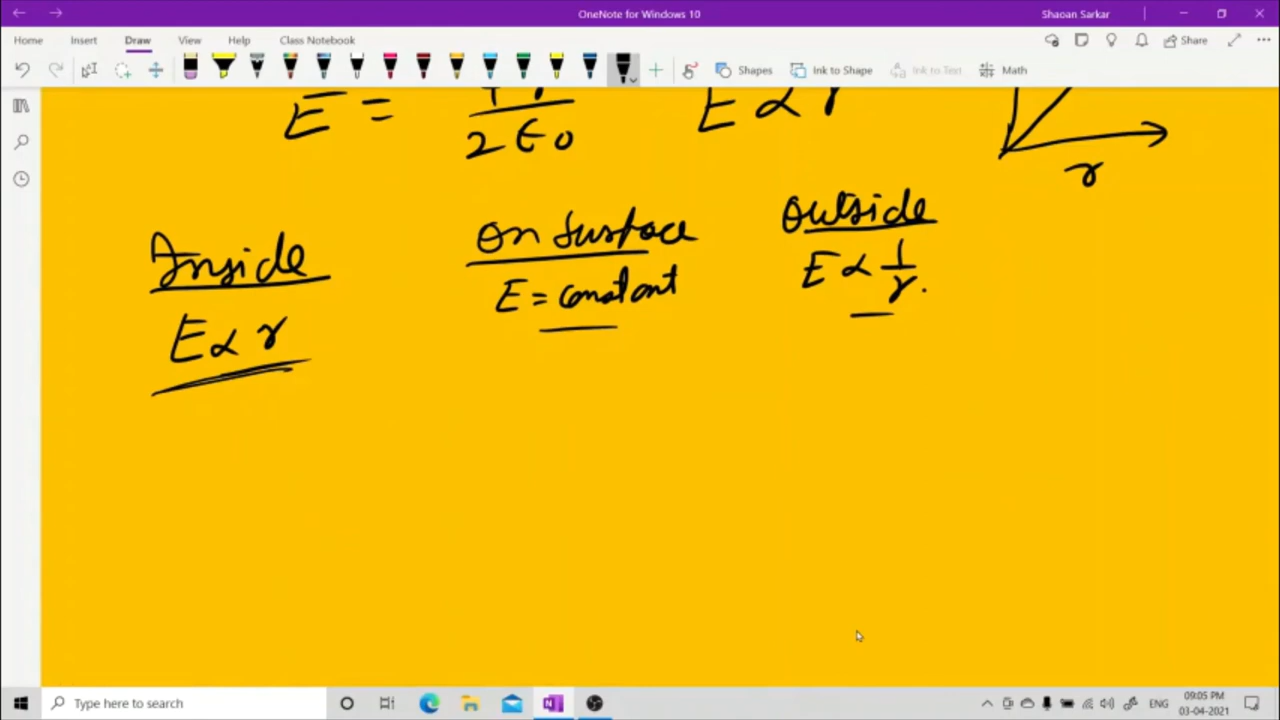 OneNote for Windows 10
Shaoan Sarkar
Home Insert Draw View Help Class Notebook
Share
Shapes
Ink to Shape
Ink to Text
Math
E =
2 ϵ0
E ∝ r
r
Inside
E ∝ r
On Surface
E = constant
Outside
E ∝ 1/r.
Type here to search
ENG
09:05 PM
03-04-2021